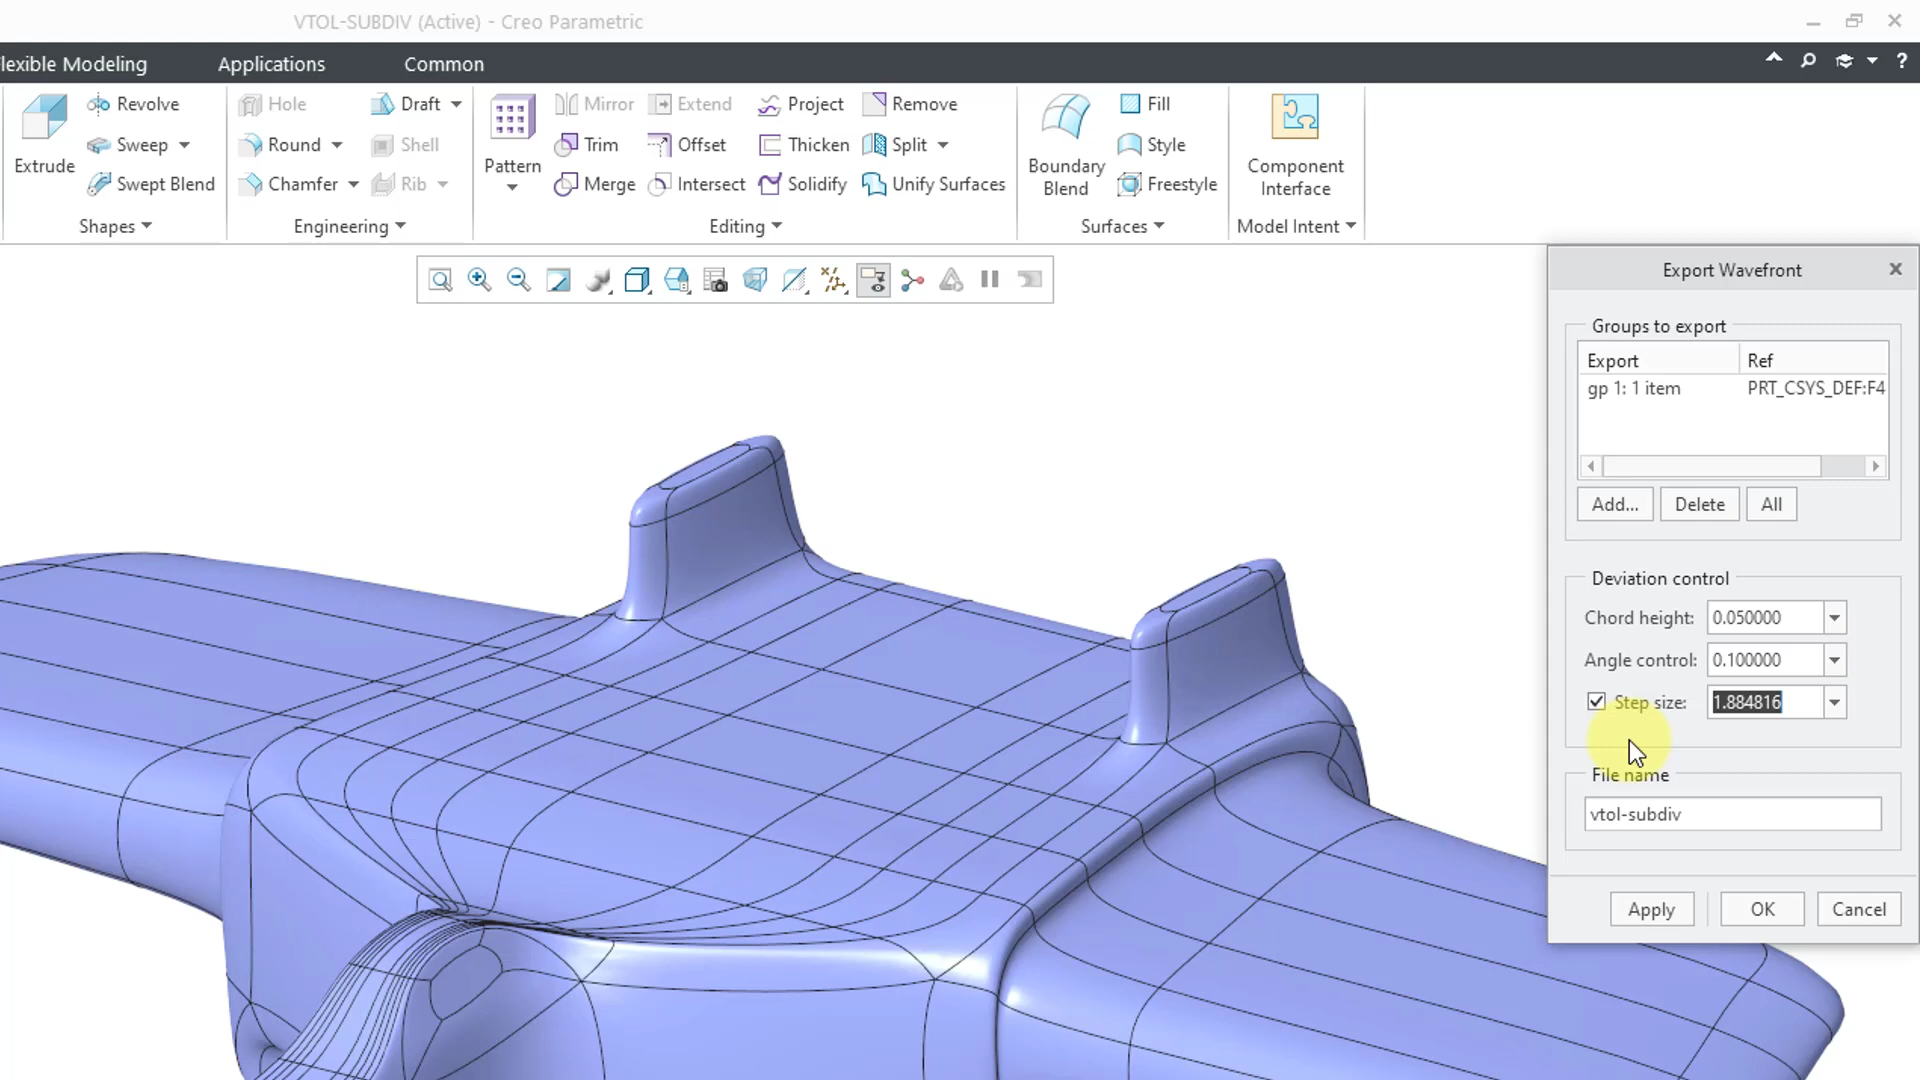 VTOL-SUBDIV (Active) - Creo Parametric
lexible Modeling Applications Common ?
Extrude
Revolve
Sweep
Swept Blend
Shapes
Hole
Round
Chamfer
Draft
Shell
Rib
Engineering
Pattern
Mirror
Trim
Merge
Extend
Offset
Intersect
Project
Thicken
Solidify
Remove
Split
Unify Surfaces
Editing
Boundary
Blend
Fill
Style
Freestyle
Surfaces
Component
Interface
Model Intent
Export Wavefront
Groups to export
Export Ref
gp 1: 1 item PRT_CSYS_DEF:F4
Add... Delete All
Deviation control
Chord height: 0.050000
Angle control: 0.100000
Step size: 1.884816
File name
vtol-subdiv
Apply OK Cancel